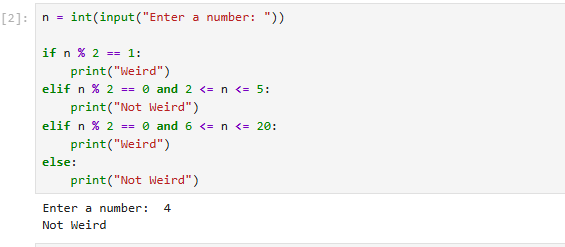 [2]:
n = int(input("Enter a number: "))
if n % 2 == 1:
    print("Weird")
elif n % 2 == 0 and 2 <= n <= 5:
    print("Not Weird")
elif n % 2 == 0 and 6 <= n <= 20:
    print("Weird")
else:
    print("Not Weird")
Enter a number:  4
Not Weird